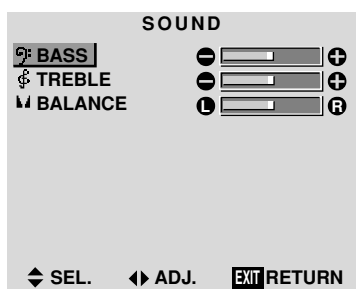 SOUND
BASS
TREBLE
BALANCE L R
SEL. ADJ. EXIT RETURN